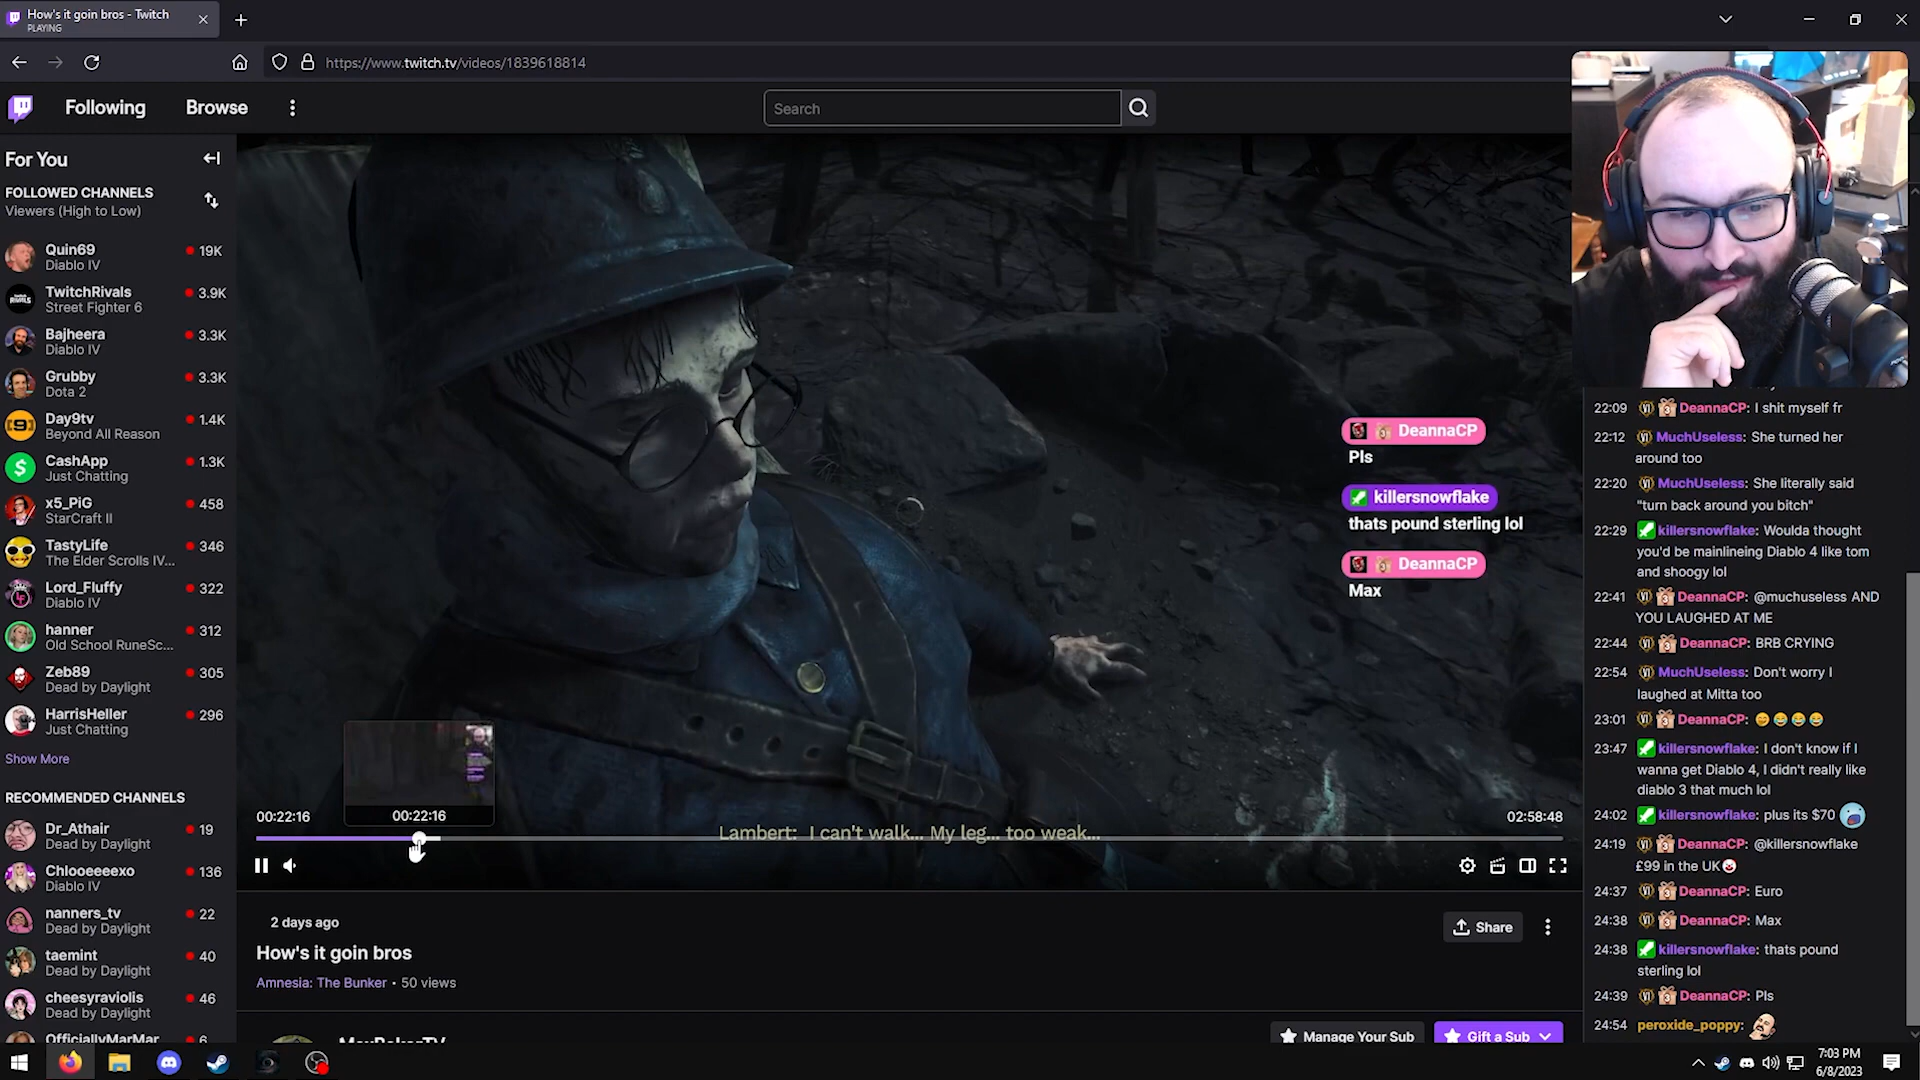 How's it goin bros - Twitch
PLAYING
https://www.twitch.tv/videos/1839618814
Following
Browse
Search
For You
FOLLOWED CHANNELS
Viewers (High to Low)
Quin69
19K
Diablo IV
TwitchRivals
3.9K
Street Fighter 6
Bajheera
3.3K
Diablo IV
Grubby
3.3K
Dota 2
Day9tv
1.4K
Beyond All Reason
CashApp
1.3K
Just Chatting
x5_PiG
458
StarCraft II
TastyLife
346
The Elder Scrolls IV...
Lord_Fluffy
322
Diablo IV
hanner
312
Old School RuneSc...
Zeb89
305
Dead by Daylight
HarrisHeller
296
Just Chatting
Show More
RECOMMENDED CHANNELS
Dr_Athair
19
Dead by Daylight
Chlooeeeexo
136
Diablo IV
nanners_tv
22
Dead by Daylight
taemint
40
Dead by Daylight
cheesyraviolis
46
Dead by Daylight
OfficiallyMarMar
6
DeannaCP
Pls
killersnowflake
thats pound sterling lol
DeannaCP
Max
00:22:16
00:22:16
02:58:48
Lambert: I can't walk... My leg... too weak...
2 days ago
Share
How's it goin bros
Amnesia: The Bunker • 50 views
Manage Your Sub
Gift a Sub
22:09 DeannaCP: I shit myself fr
22:12 MuchUseless: She turned her
around too
22:20 MuchUseless: She literally said
"turn back around you bitch"
22:29 killersnowflake: Woulda thought
you'd be mainlineing Diablo 4 like tom
and shoogy lol
22:41 DeannaCP: @muchuseless AND
YOU LAUGHED AT ME
22:44 DeannaCP: BRB CRYING
22:54 MuchUseless: Don't worry I
laughed at Mitta too
23:01 DeannaCP: 😊😂😂😂
23:47 killersnowflake: I don't know if I
wanna get Diablo 4, I didn't really like
diablo 3 that much lol
24:02 killersnowflake: plus its $70
24:19 DeannaCP: @killersnowflake
£99 in the UK🤡
24:37 DeannaCP: Euro
24:38 DeannaCP: Max
24:38 killersnowflake: thats pound
sterling lol
24:39 DeannaCP: Pls
24:54 peroxide_poppy:
7:03 PM
6/8/2023